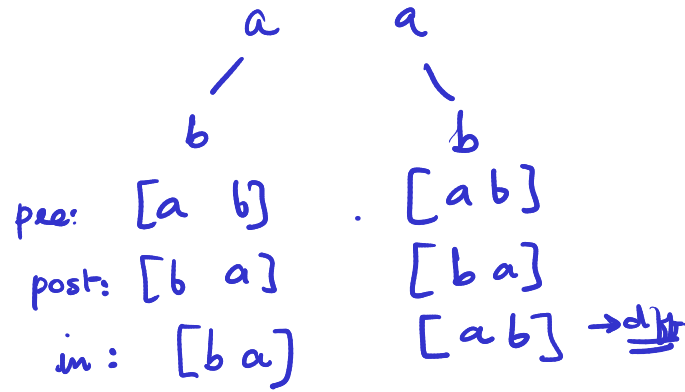 a a
b b
pre: [a b] [a b]
post: [b a] [b a]
in: [b a] [a b] → diff